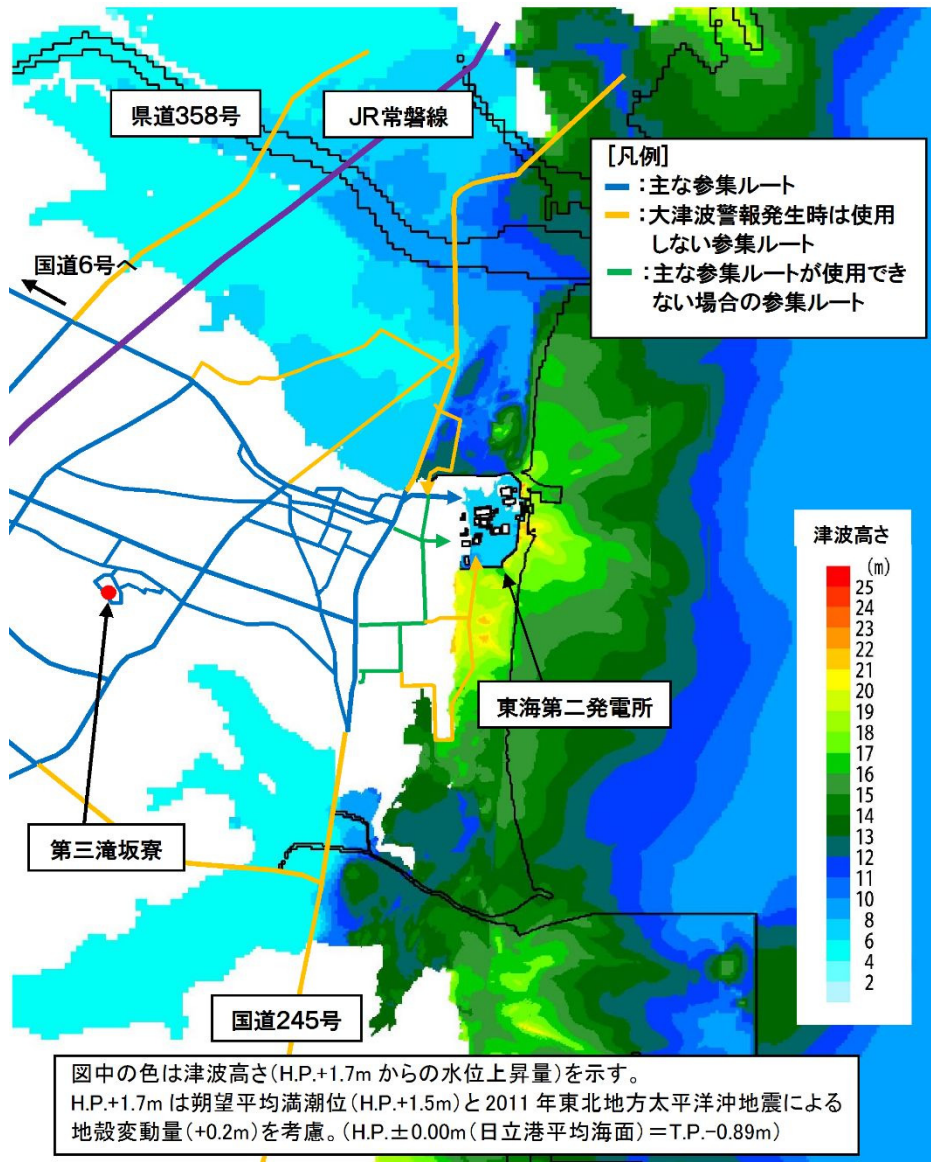 県道358号
JR常磐線
[凡例]
:主な参集ルート
:大津波警報発生時は使用
しない参集ルート
:主な参集ルートが使用でき
ない場合の参集ルート
国道6号へ
津波高さ
(m)
25
24
23
22
21
20
19
18
17
16
15
13
12
11
10
8
6
4
2
東海第二発電所
第三滝坂寮
国道245号
図中の色は津波高さ(H.P.+1.7m からの水位上昇量)を示す。
H.P.+1.7m は朔望平均満潮位(H.P.+1.5m)と 2011 年東北地方太平洋沖地震による
地殻変動量(+0.2m)を考慮。(H.P.±0.00m(日立港平均海面)=T.P.-0.89m)